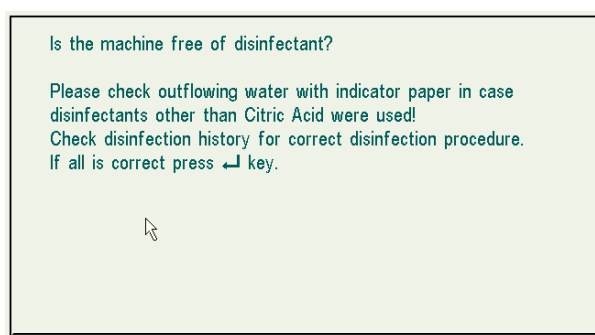 Is the machine free of disinfectant?
Please check outflowing water with indicator paper in case
disinfectants other than Citric Acid were used!
Check disinfection history for correct disinfection procedure.
If all is correct press ↵ key.